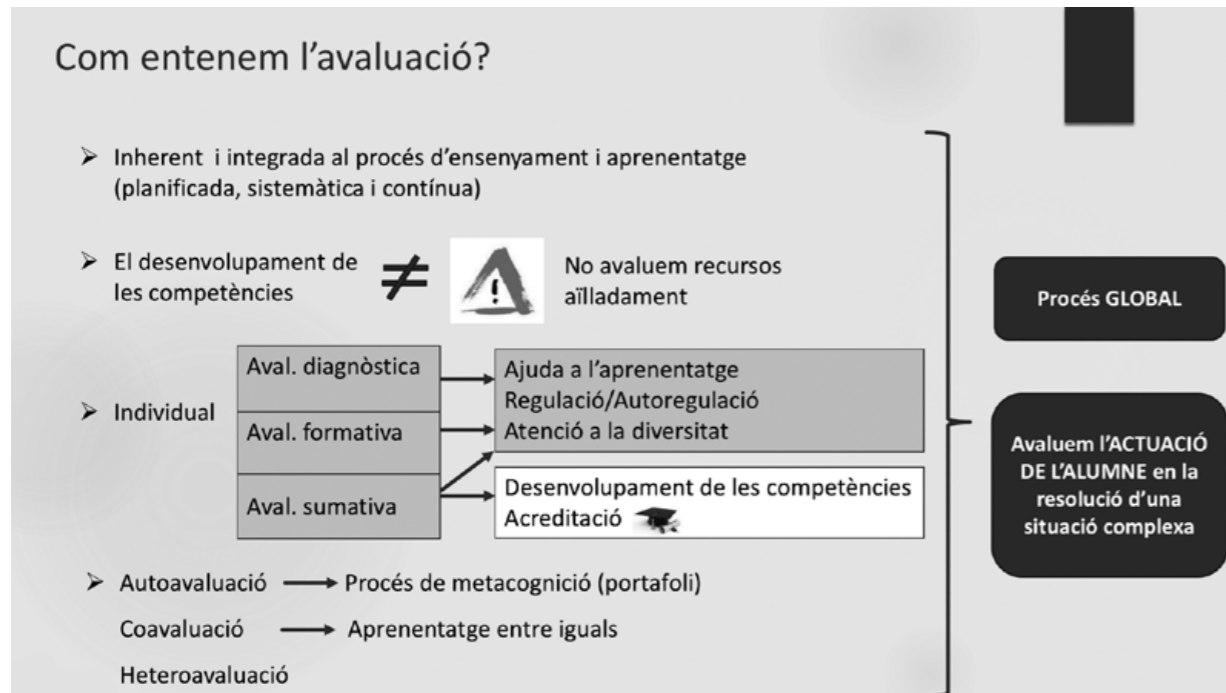 Com entenem l'avaluació?
➢ Inherent i integrada al procés d'ensenyament i aprenentatge
(planificada, sistemàtica i contínua)
➢ El desenvolupament de
les competències
≠
!
No avaluem recursos
aïlladament
➢ Individual
Aval. diagnòstica
Aval. formativa
Aval. sumativa
Ajuda a l'aprenentatge
Regulació/Autoregulació
Atenció a la diversitat
Desenvolupament de les competències
Acreditació
➢ Autoavaluació
Procés de metacognició (portafoli)
Coavaluació
Aprenentatge entre iguals
Heteroavaluació
Procés GLOBAL
Avaluem l'ACTUACIÓ
DE L'ALUMNE en la
resolució d'una
situació complexa